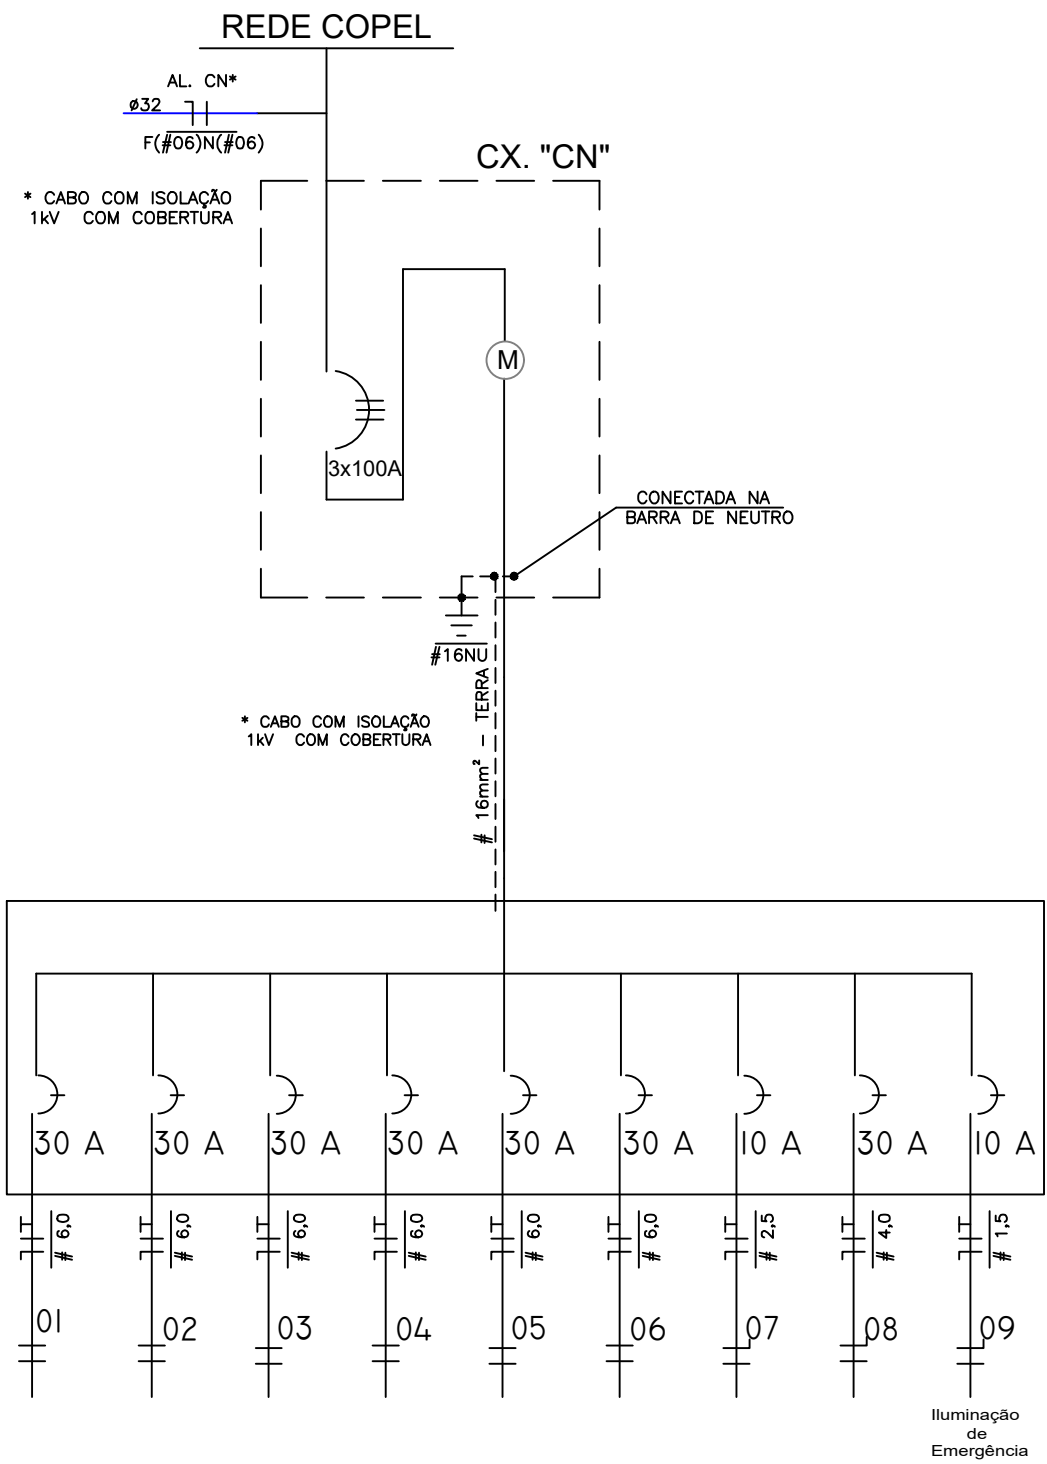 REDE COPEL
AL. CN*
ø32
F(#06)N(#06)
CX. "CN"
* CABO COM ISOLAÇÃO
1kV COM COBERTURA
M
3x100A
CONECTADA NA
BARRA DE NEUTRO
#16NU
# 16mm² - TERRA
* CABO COM ISOLAÇÃO
1kV COM COBERTURA
30 A 30 A 30 A 30 A 30 A 30 A 10 A 30 A 10 A
# 6,0 # 6,0 # 6,0 # 6,0 # 6,0 # 6,0 # 2,5 # 4,0 # 1,5
01 02 03 04 05 06 07 08 09
Iluminação
de
Emergência